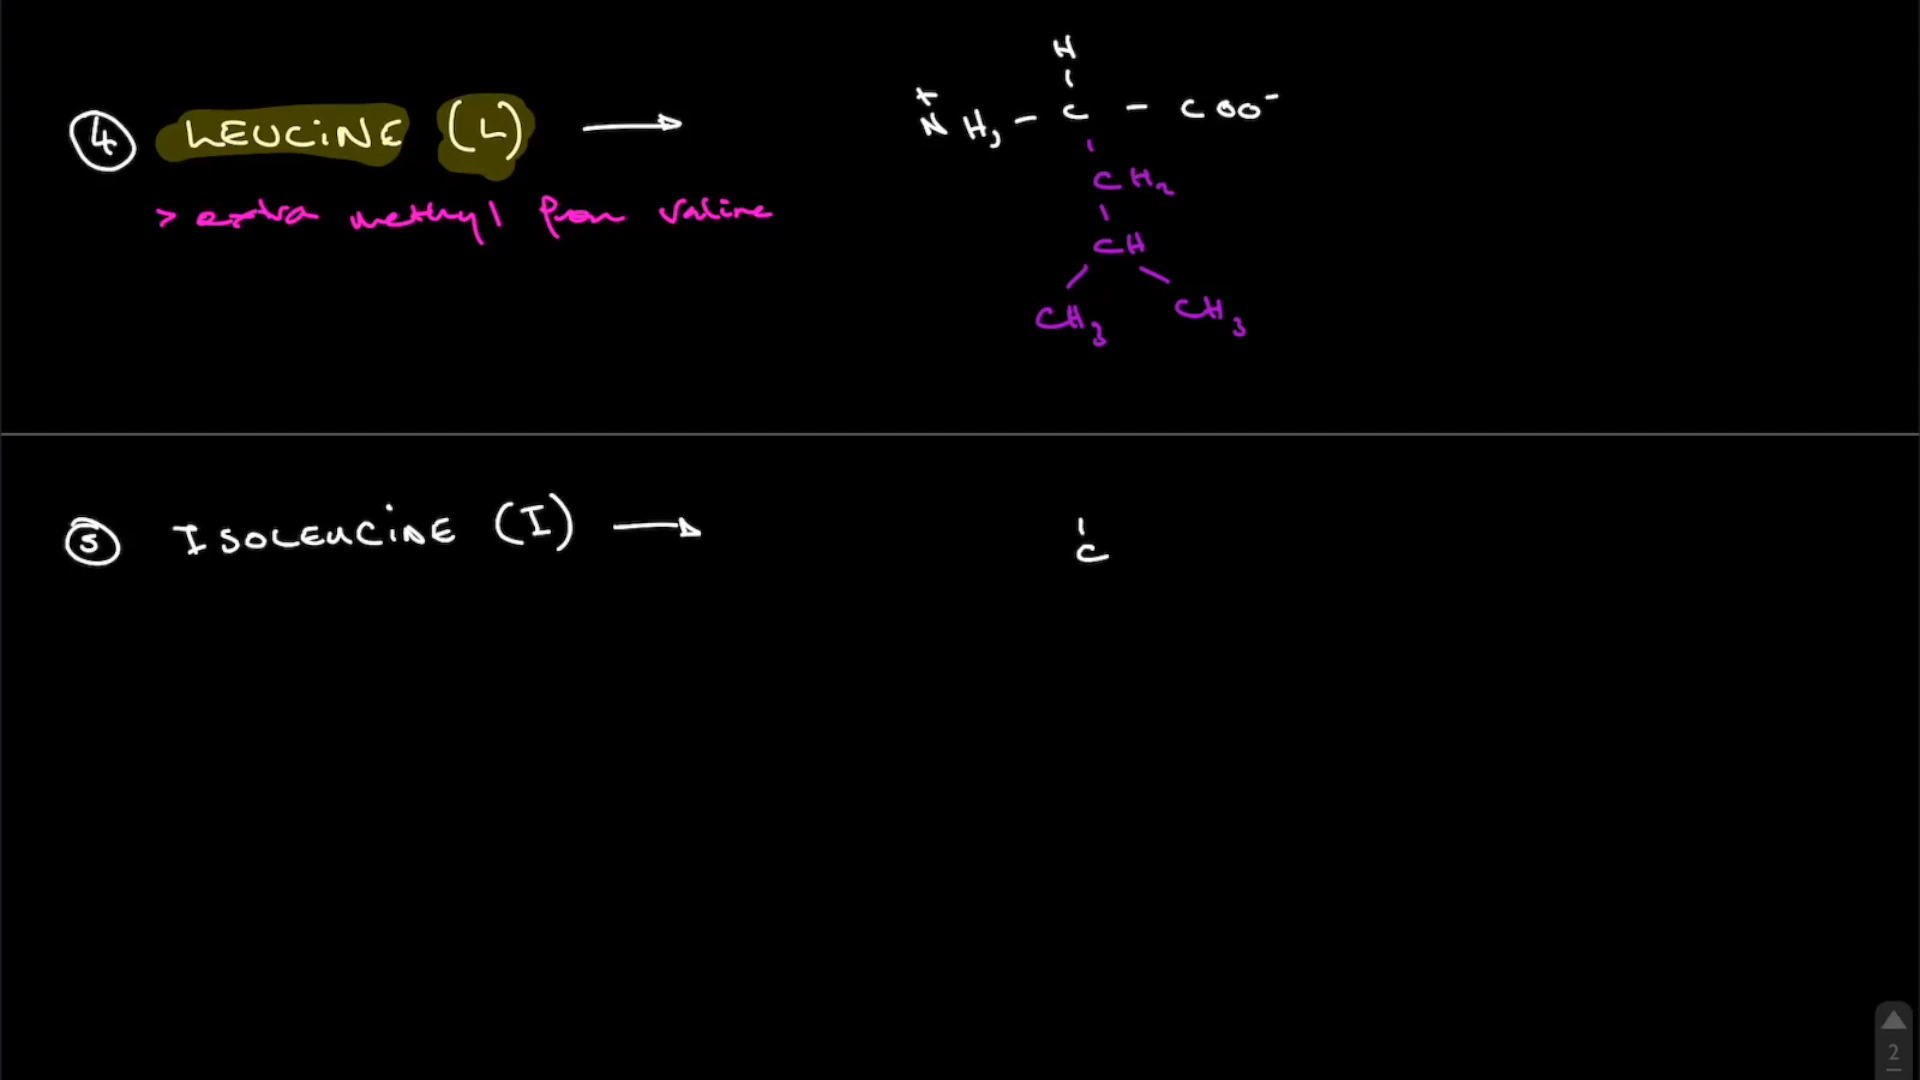 H
④ LEUCINE (L) → +NH3 - C - COO-
> extra methyl from valine
CH2
CH
CH3 CH3
⑤ ISOLEUCINE (I) →
C
2